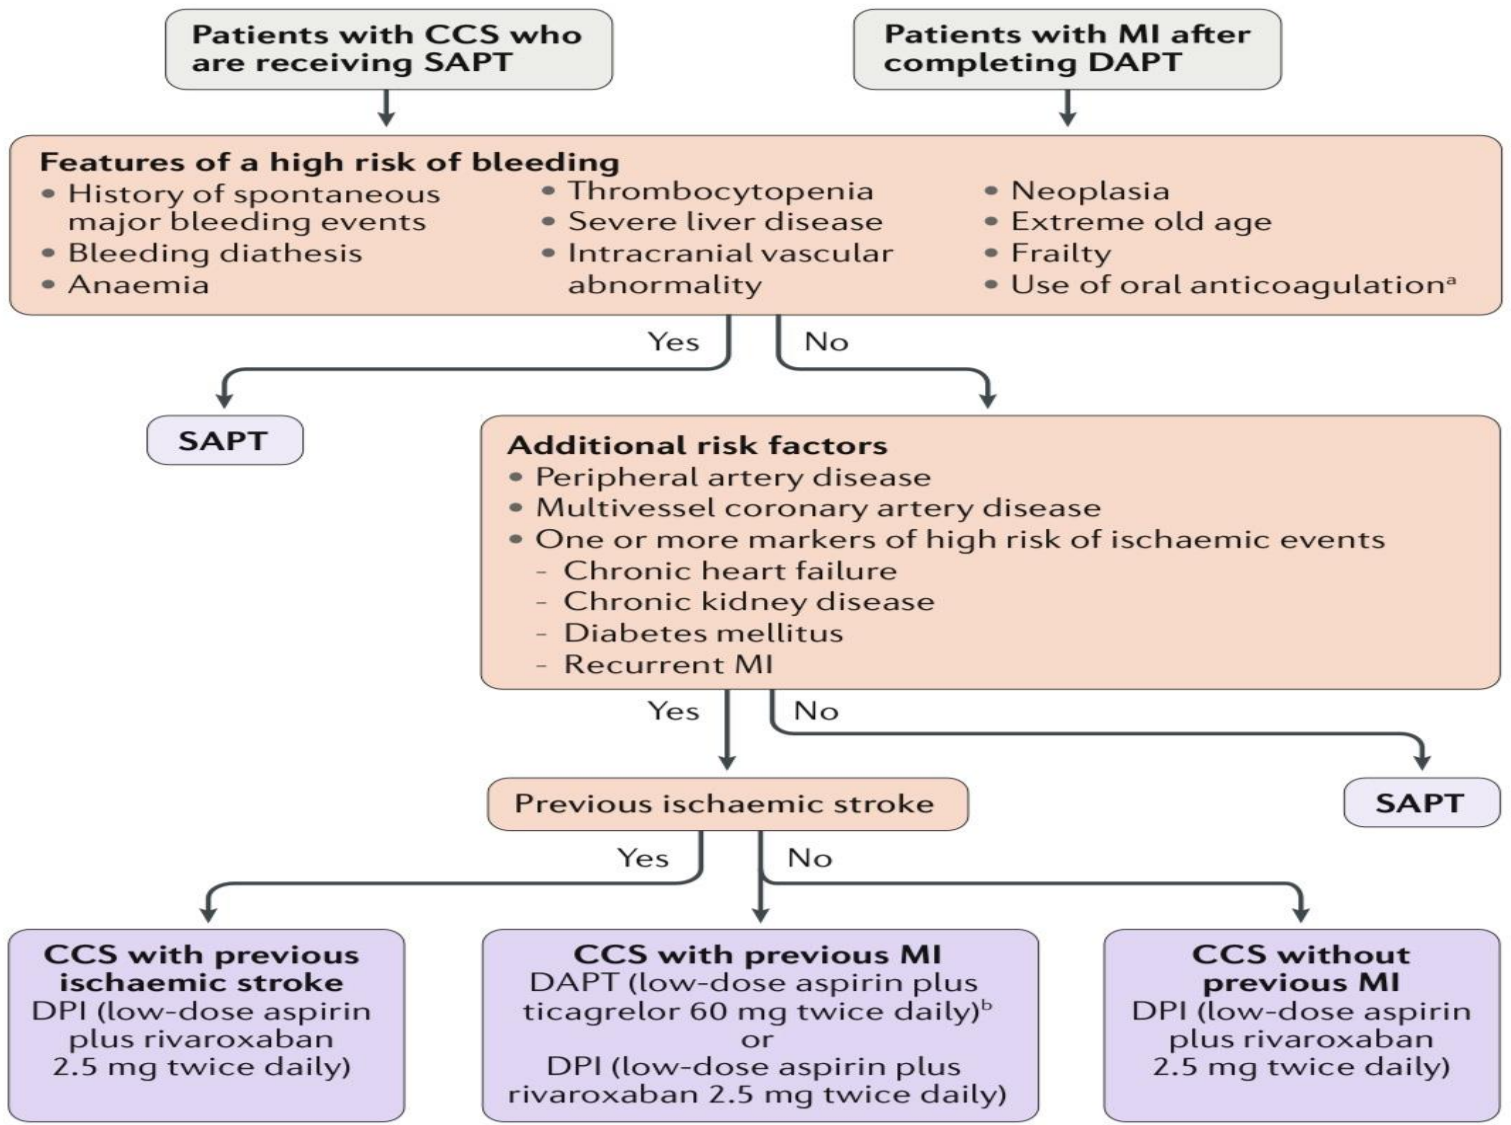 Patients with CCS who
are receiving SAPT
Patients with MI after
completing DAPT
Features of a high risk of bleeding
• History of spontaneous
major bleeding events
• Bleeding diathesis
• Anaemia
• Thrombocytopenia
• Severe liver disease
• Intracranial vascular
abnormality
• Neoplasia
• Extreme old age
• Frailty
• Use of oral anticoagulationᵃ
Yes
No
SAPT
Additional risk factors
• Peripheral artery disease
• Multivessel coronary artery disease
• One or more markers of high risk of ischaemic events
- Chronic heart failure
- Chronic kidney disease
- Diabetes mellitus
- Recurrent MI
Yes
No
Previous ischaemic stroke
SAPT
Yes
No
CCS with previous
ischaemic stroke
DPI (low-dose aspirin
plus rivaroxaban
2.5 mg twice daily)
CCS with previous MI
DAPT (low-dose aspirin plus
ticagrelor 60 mg twice daily)ᵇ
or
DPI (low-dose aspirin plus
rivaroxaban 2.5 mg twice daily)
CCS without
previous MI
DPI (low-dose aspirin
plus rivaroxaban
2.5 mg twice daily)